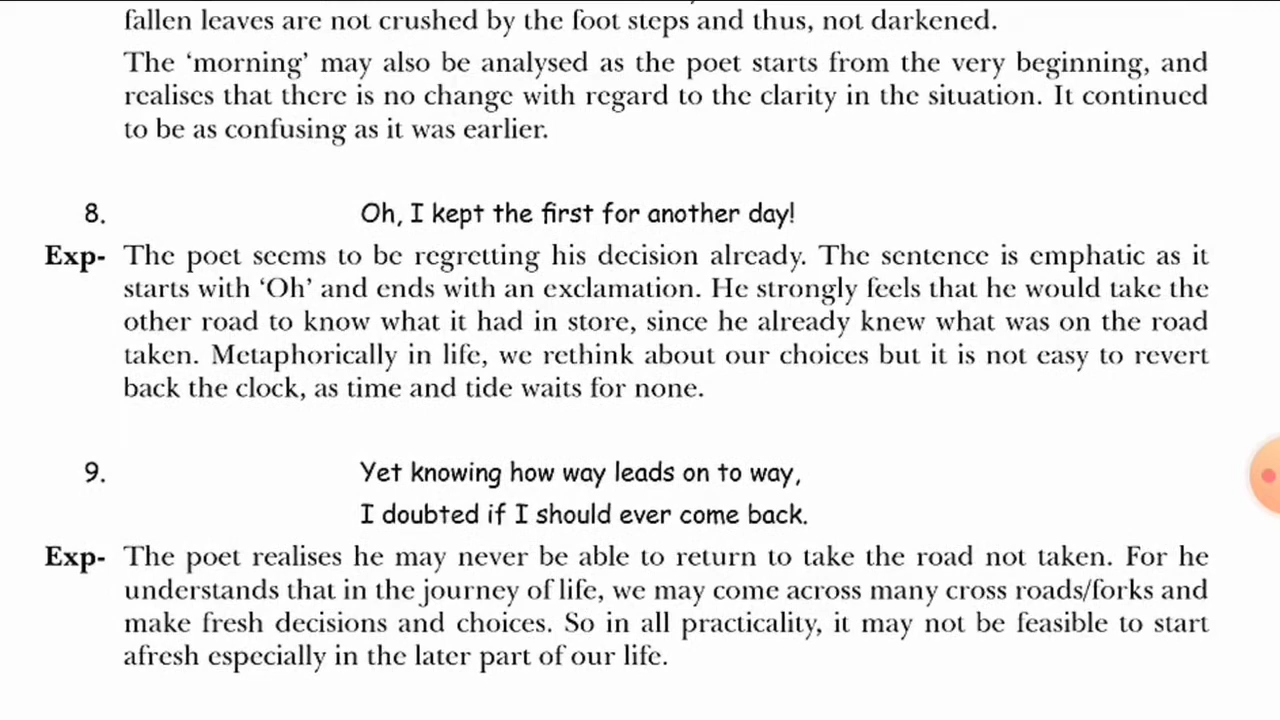 fallen leaves are not crushed by the foot steps and thus, not darkened.
The ‘morning’ may also be analysed as the poet starts from the very beginning, and
realises that there is no change with regard to the clarity in the situation. It continued
to be as confusing as it was earlier.
8. Oh, I kept the first for another day!
Exp- The poet seems to be regretting his decision already. The sentence is emphatic as it
starts with ‘Oh’ and ends with an exclamation. He strongly feels that he would take the
other road to know what it had in store, since he already knew what was on the road
taken. Metaphorically in life, we rethink about our choices but it is not easy to revert
back the clock, as time and tide waits for none.
9. Yet knowing how way leads on to way,
I doubted if I should ever come back.
Exp- The poet realises he may never be able to return to take the road not taken. For he
understands that in the journey of life, we may come across many cross roads/forks and
make fresh decisions and choices. So in all practicality, it may not be feasible to start
afresh especially in the later part of our life.